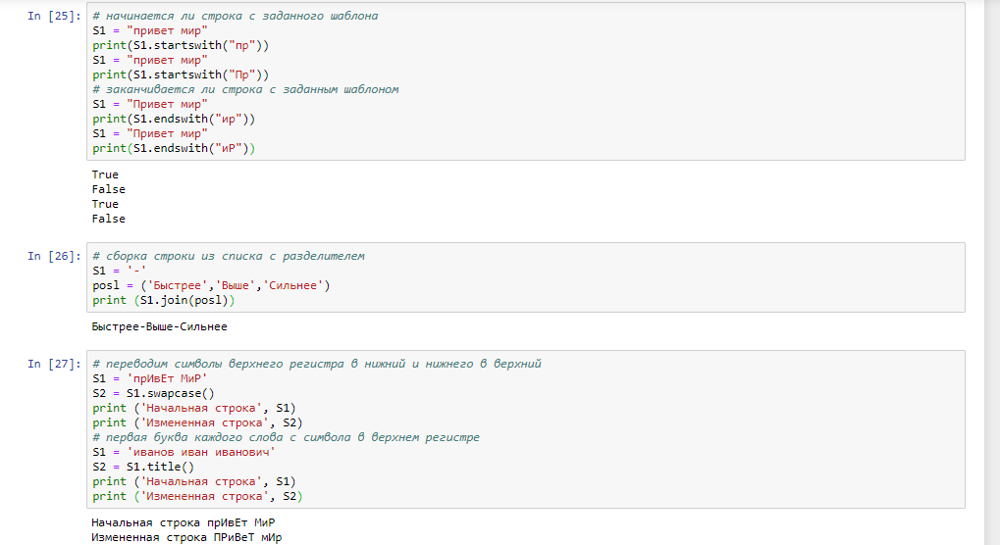 In [25]: # начинается ли строка с заданного шаблона
S1 = "привет мир"
print(S1.startswith("пр"))
S1 = "привет мир"
print(S1.startswith("Пр"))
# заканчивается ли строка с заданным шаблоном
S1 = "Привет мир"
print(S1.endswith("ир"))
S1 = "Привет мир"
print(S1.endswith("иР"))
True
False
True
False
In [26]: # сборка строки из списка с разделителем
S1 = '-'
posl = ('Быстрее','Выше','Сильнее')
print (S1.join(posl))
Быстрее-Выше-Сильнее
In [27]: # переводим символы верхнего регистра в нижний и нижнего в верхний
S1 = 'прИвЕт МиР'
S2 = S1.swapcase()
print ('Начальная строка', S1)
print ('Измененная строка', S2)
# первая буква каждого слова с символа в верхнем регистре
S1 = 'иванов иван иванович'
S2 = S1.title()
print ('Начальная строка', S1)
print ('Измененная строка', S2)
Начальная строка прИвЕт МиР
Измененная строка ПРиВеТ мИр